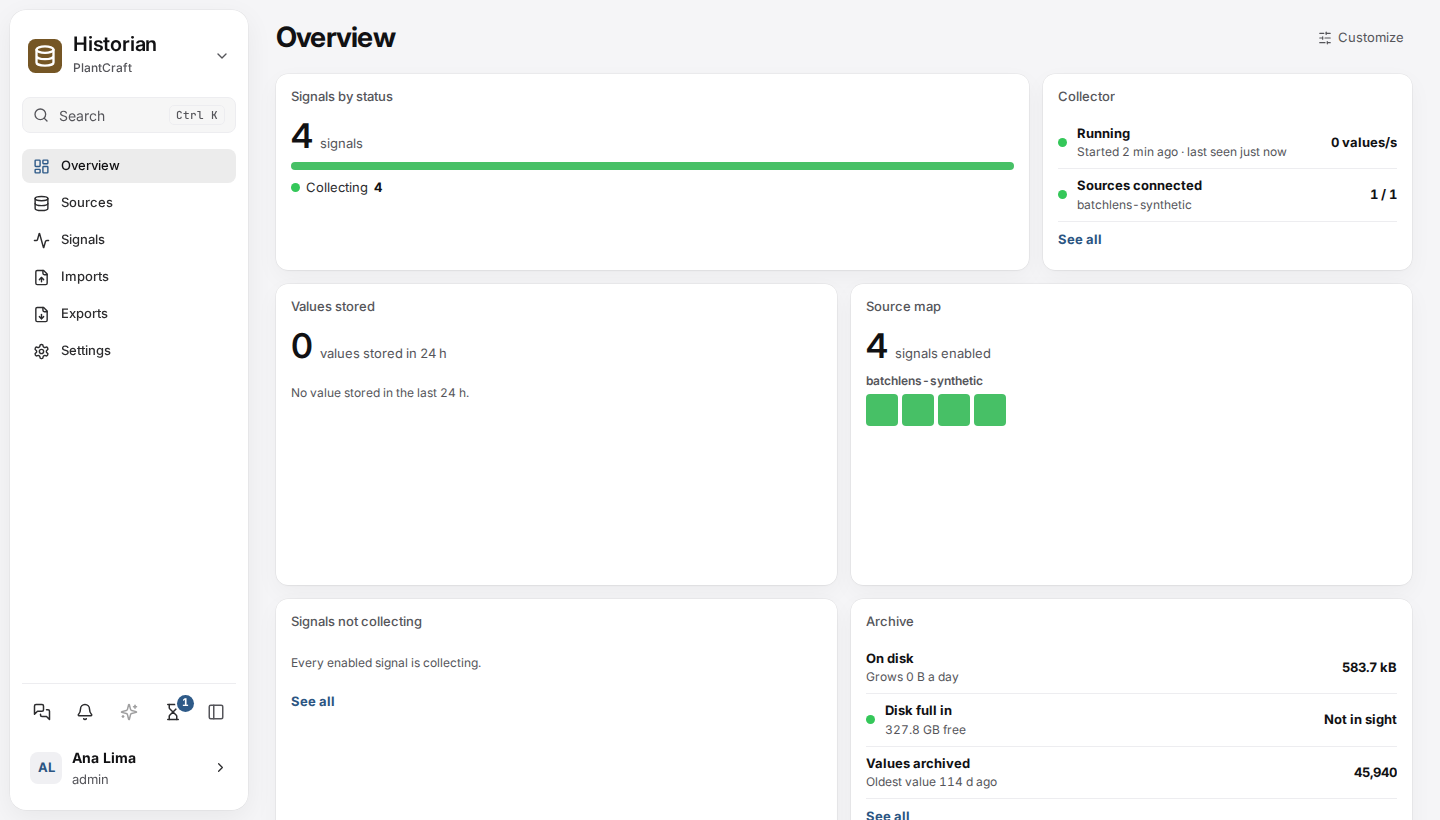 Historian
PlantCraft
Search
Ctrl K
Overview
Sources
Signals
Imports
Exports
Settings
1
AL
Ana Lima
admin
Overview
Customize
Signals by status
4 signals
Collecting 4
Collector
Running
Started 2 min ago · last seen just now
0 values/s
Sources connected
batchlens-synthetic
1 / 1
See all
Values stored
0 values stored in 24 h
No value stored in the last 24 h.
Source map
4 signals enabled
batchlens-synthetic
Signals not collecting
Every enabled signal is collecting.
See all
Archive
On disk
Grows 0 B a day
583.7 kB
Disk full in
327.8 GB free
Not in sight
Values archived
Oldest value 114 d ago
45,940
See all